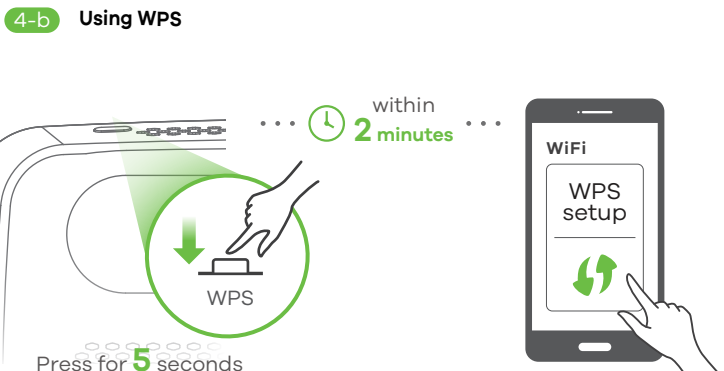 4-b Using WPS
within
2 minutes
WiFi
WPS
setup
WPS
Press for 5 seconds